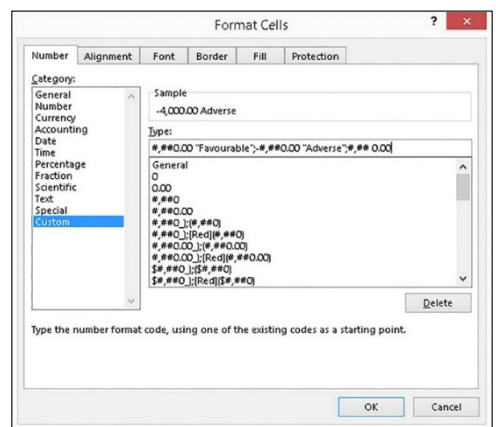 Format Cells
?
×
Number Alignment Font Border Fill Protection
Category:
General
Number
Currency
Accounting
Date
Time
Percentage
Fraction
Scientific
Text
Special
Custom
Sample
-4,000.00 Adverse
Type:
#,##0.00 "Favourable";-#,##0.00 "Adverse";#,## 0.00
General
0
0.00
#,##0
#,##0.00
#,##0_);(#,##0)
#,##0_);[Red](#,##0)
#,##0.00_);(#,##0.00)
#,##0.00_);[Red](#,##0.00)
$#,##0_);($#,##0)
$#,##0_);[Red]($#,##0)
Delete
Type the number format code, using one of the existing codes as a starting point.
OK
Cancel